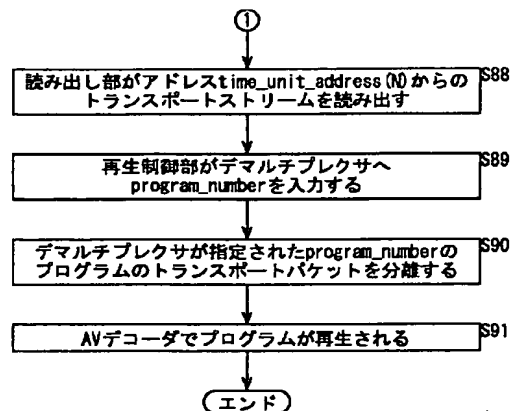 ①
読み出し部がアドレスtime_unit_address(N)からの
トランスポートストリームを読み出す
S88
再生制御部がデマルチプレクサへ
program_numberを入力する
S89
デマルチプレクサが指定されたprogram_numberの
プログラムのトランスポートパケットを分離する
S90
AVデコーダでプログラムが再生される
S91
エンド